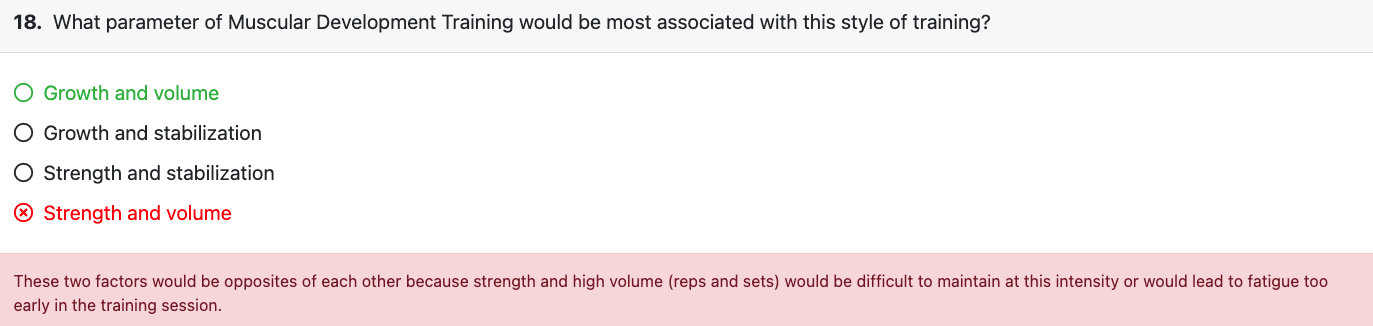 18. What parameter of Muscular Development Training would be most associated with this style of training?
Growth and volume
Growth and stabilization
Strength and stabilization
Strength and volume
These two factors would be opposites of each other because strength and high volume (reps and sets) would be difficult to maintain at this intensity or would lead to fatigue too
early in the training session.